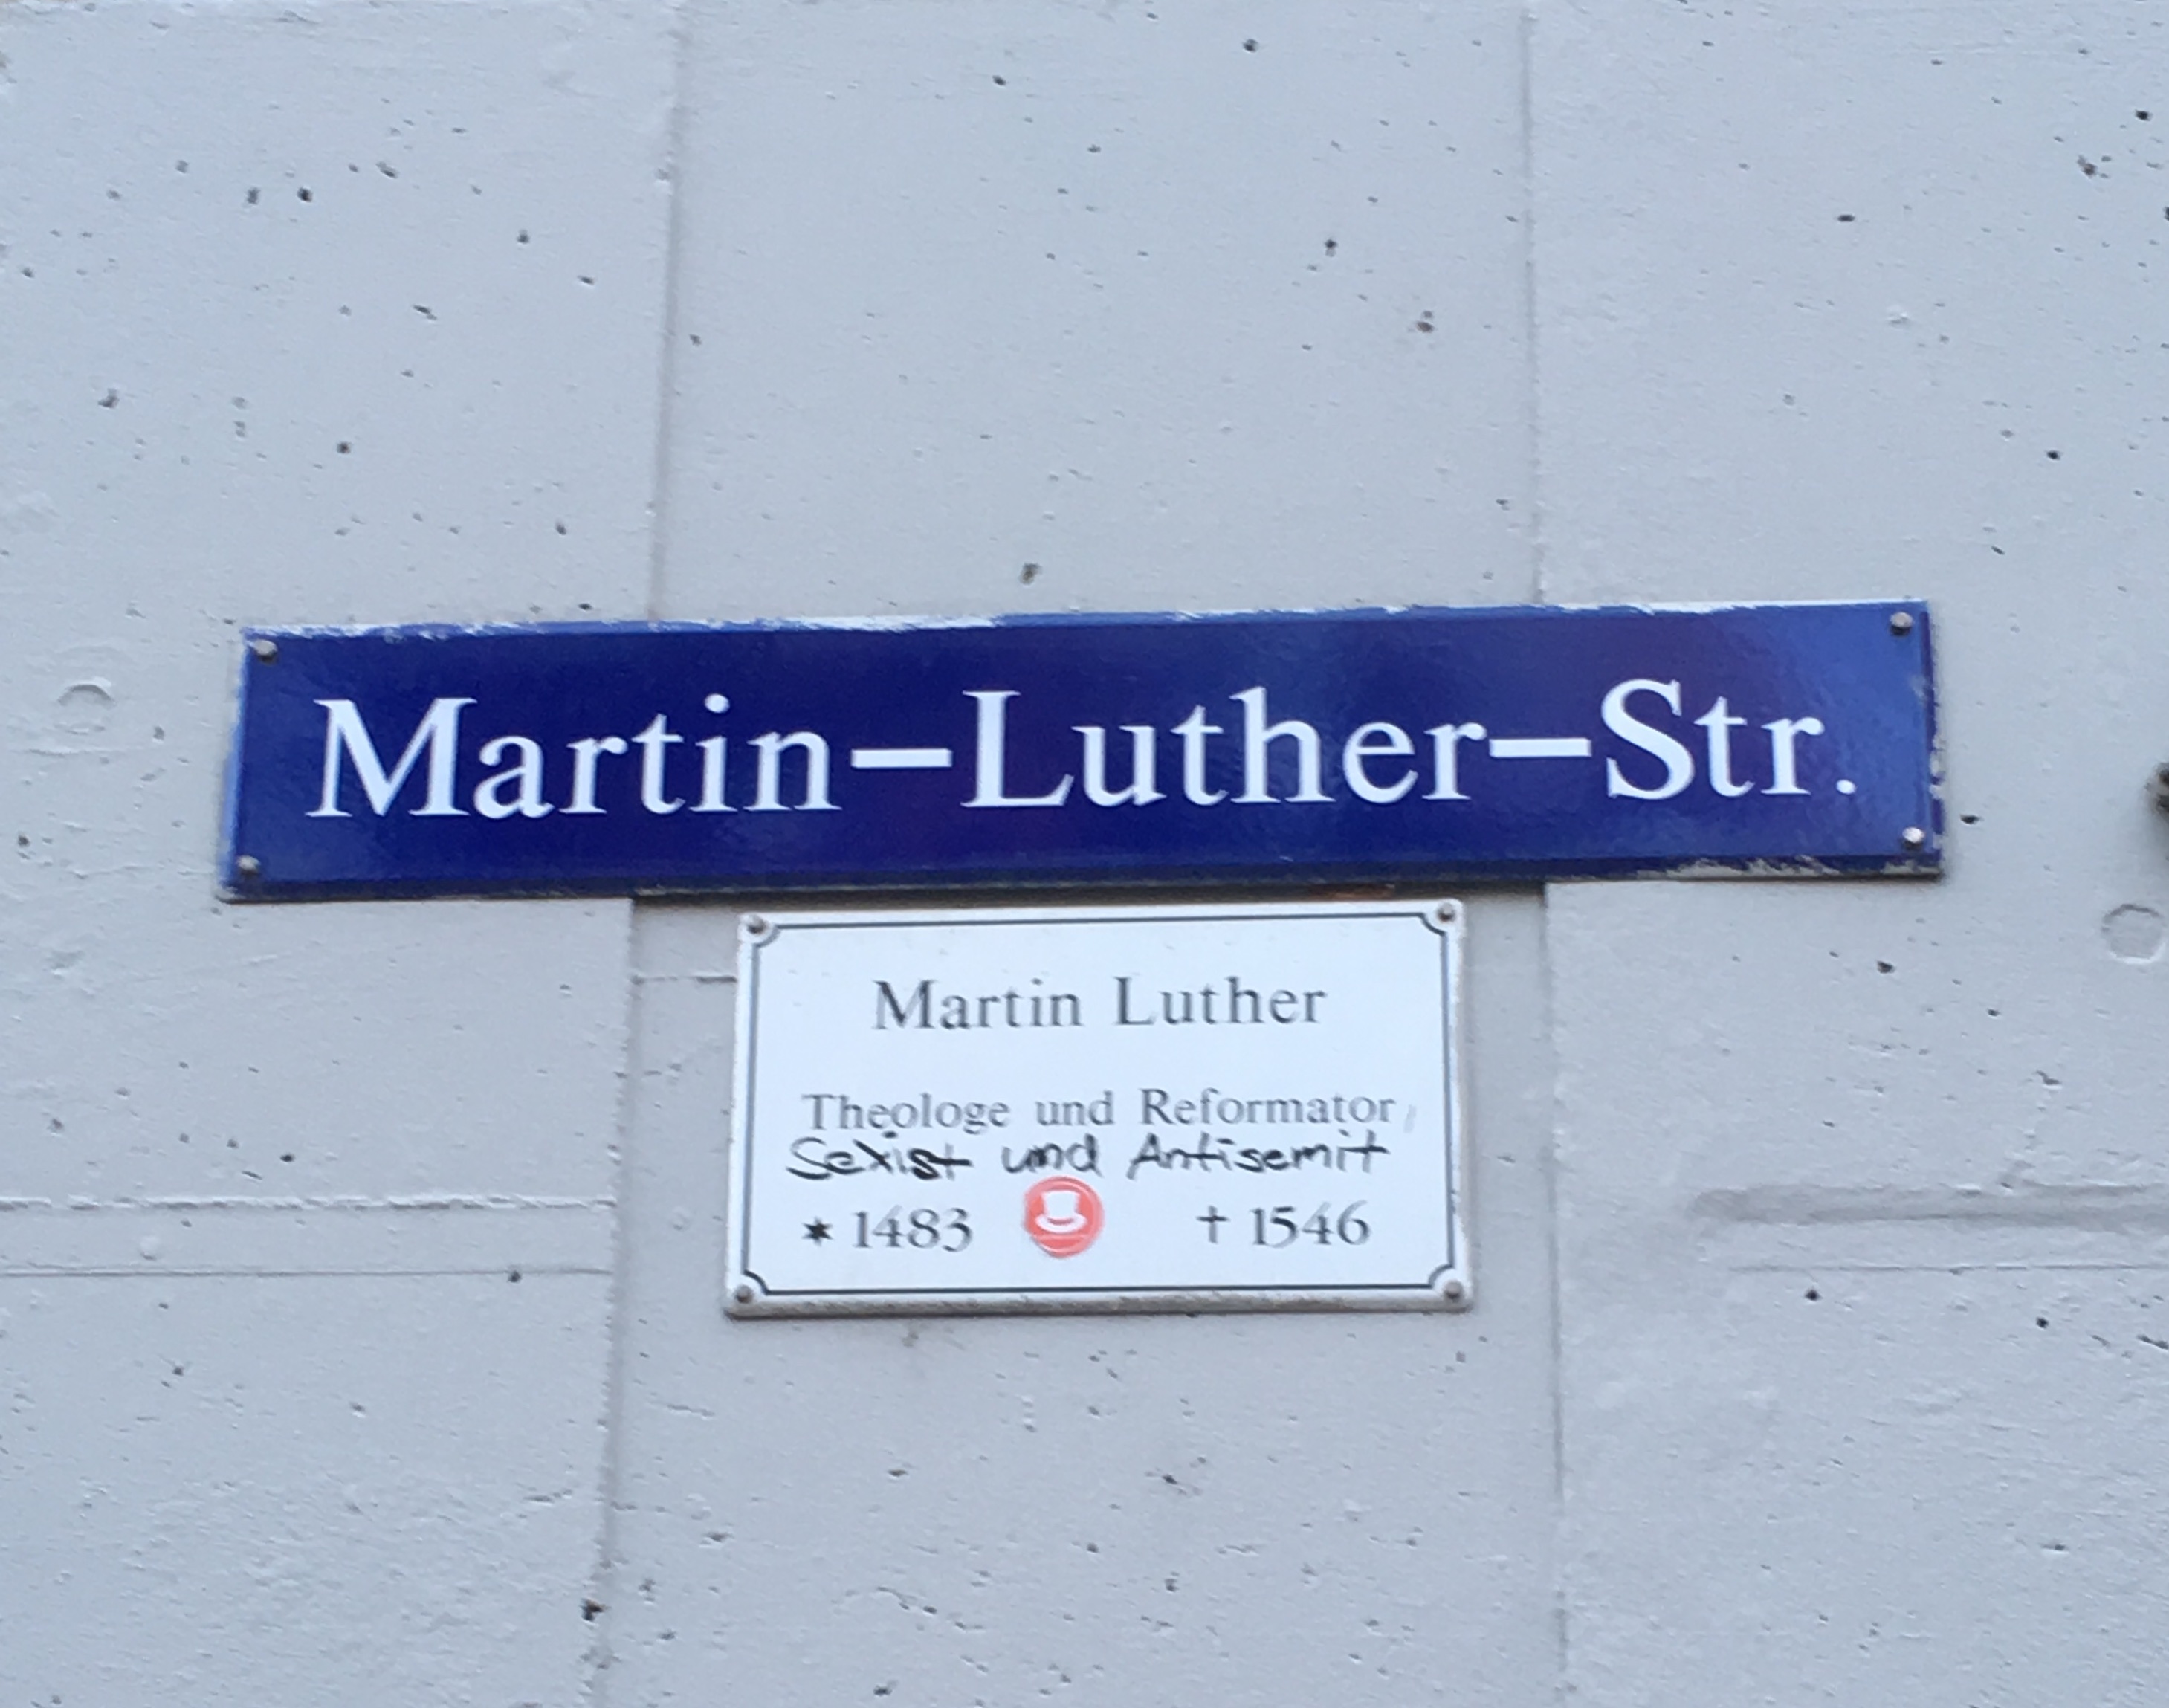 Martin-Luther-Str.
Martin Luther
Theologe und Reformator,
Sexist und Antisemit
* 1483 † 1546